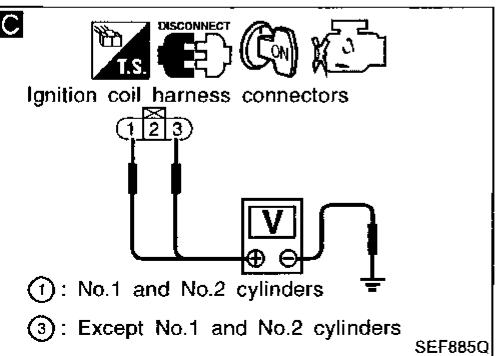 C
T.S.
DISCONNECT
ON
Ignition coil harness connectors
1 2 3
V
⊕ ⊖
① : No.1 and No.2 cylinders
③ : Except No.1 and No.2 cylinders
SEF885Q